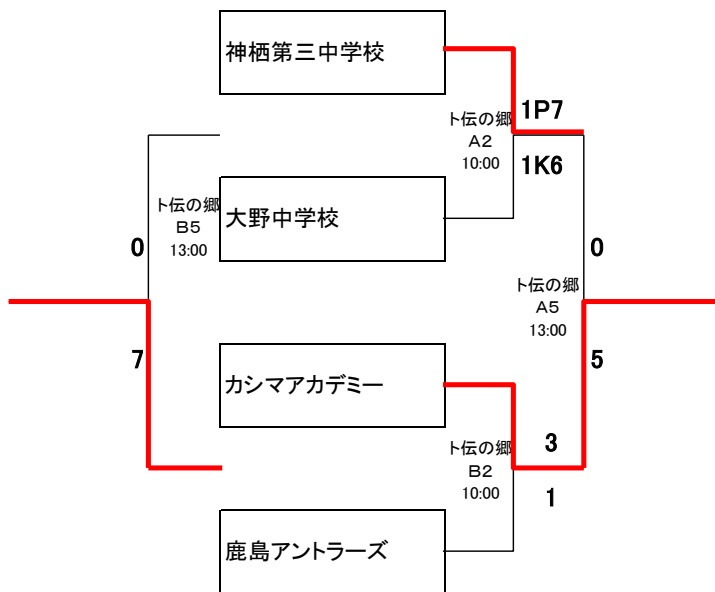 神栖第三中学校
1P7
ト伝の郷
A2
10:00
1K6
ト伝の郷
B5
13:00
大野中学校
0
0
ト伝の郷
A5
13:00
7
5
カシマアカデミー
3
ト伝の郷
B2
10:00
1
鹿島アントラーズ